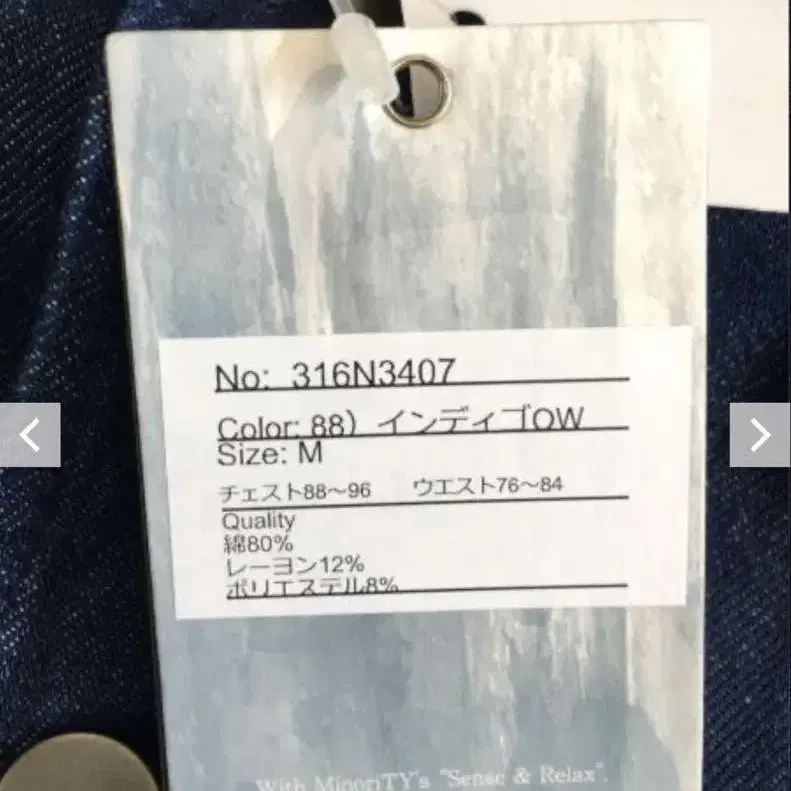 No: 316N3407
Color: 88) インディゴOW
Size: M
チェスト88～96 ウエスト76～84
Quality
綿80%
レーヨン12%
ポリエステル8%
With MinoriTY's "Sense & Relax".